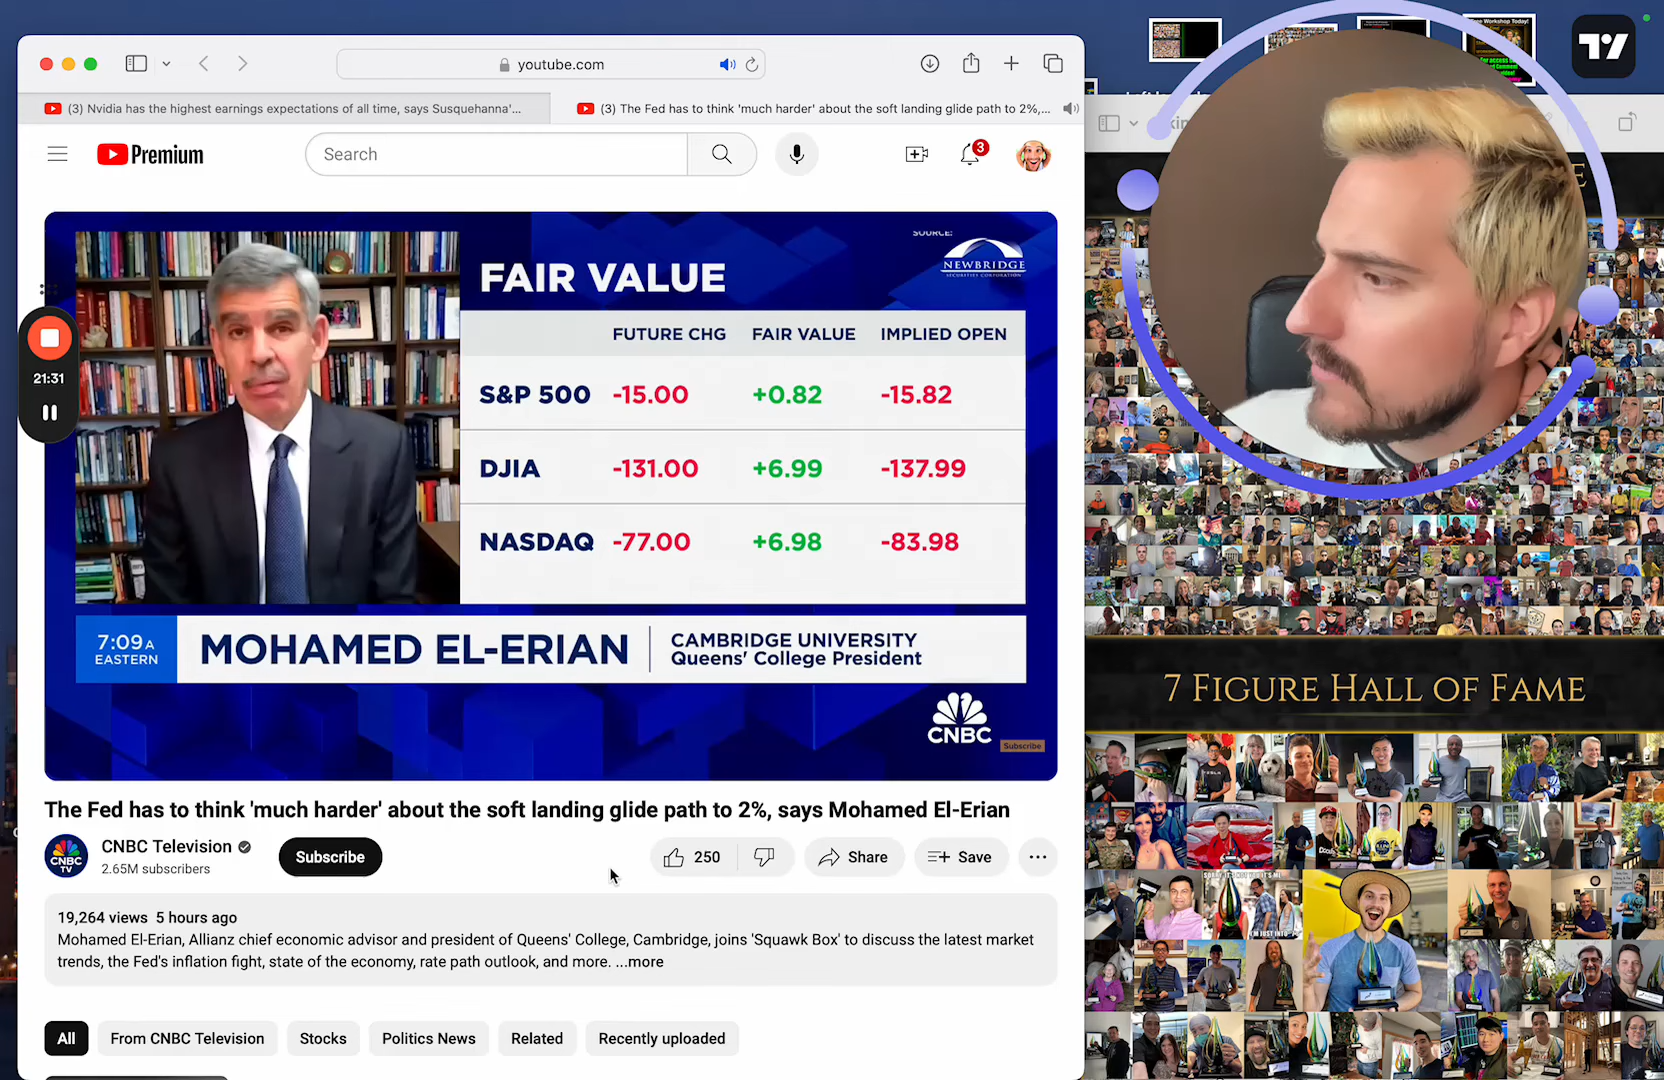 youtube.com
(3) Nvidia has the highest earnings expectations of all time, says Susquehanna'...
(3) The Fed has to think 'much harder' about the soft landing glide path to 2%,...
Premium
Search
3
SOURCE:
NEWBRIDGE
SECURITIES CORPORATION
FAIR VALUE
FUTURE CHG FAIR VALUE IMPLIED OPEN
S&P 500 -15.00 +0.82 -15.82
DJIA -131.00 +6.99 -137.99
NASDAQ -77.00 +6.98 -83.98
21:31
7:09A
EASTERN
MOHAMED EL-ERIAN
CAMBRIDGE UNIVERSITY
Queens' College President
CNBC
Subscribe
The Fed has to think 'much harder' about the soft landing glide path to 2%, says Mohamed El-Erian
CNBC
TV
CNBC Television
2.65M subscribers
Subscribe
250
Share
Save
19,264 views 5 hours ago
Mohamed El-Erian, Allianz chief economic advisor and president of Queens' College, Cambridge, joins 'Squawk Box' to discuss the latest market
trends, the Fed's inflation fight, state of the economy, rate path outlook, and more. ...more
All
From CNBC Television
Stocks
Politics News
Related
Recently uploaded
7 FIGURE HALL OF FAME